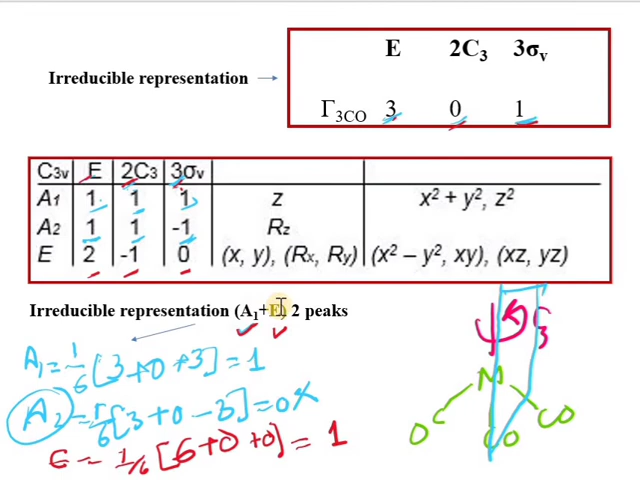 E 2C₃ 3σᵥ
Irreducible representation →
Γ₃CO 3 0 1
C₃ᵥ E 2C₃ 3σᵥ
A₁ 1 1 1 z x² + y², z²
A₂ 1 1 -1 Rz
E 2 -1 0 (x, y), (Rx, Ry) (x² – y², xy), (xz, yz)
Irreducible representation (A₁+E) 2 peaks
A₁ = 1/6 [3+0+3] = 1
A₂ = 1/6 [3+0-3] = 0 ×
E = 1/6 [6+0+0] = 1
C₃
M
OC CO CO